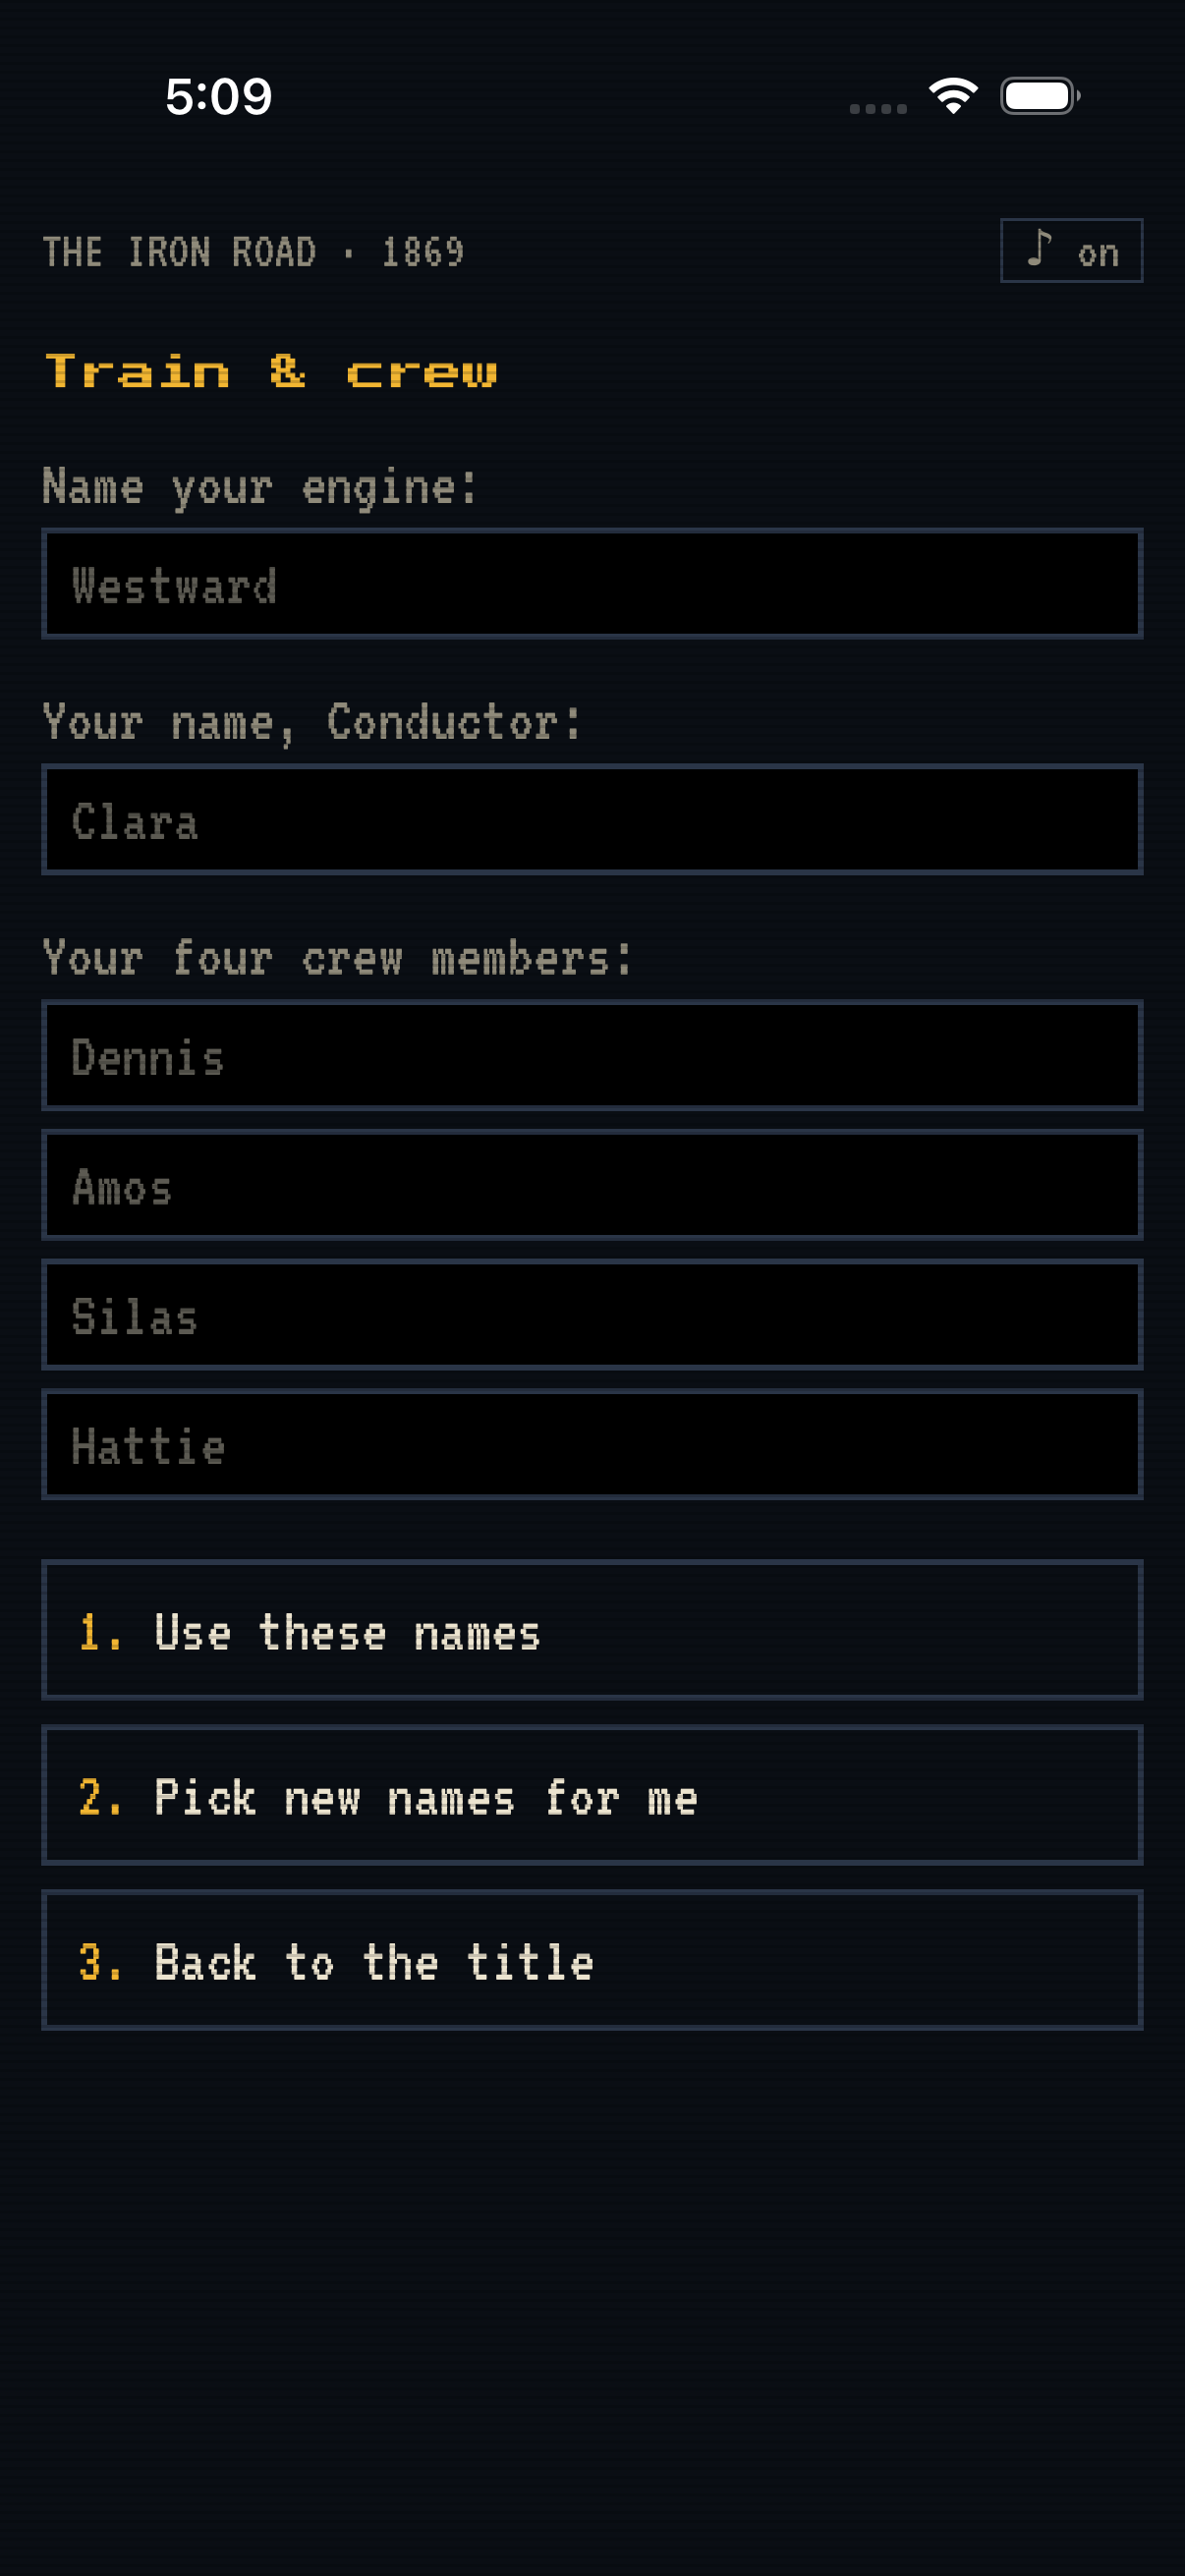 5:09
THE IRON ROAD · 1869
♪ on
Train & crew
Name your engine:
Westward
Your name, Conductor:
Clara
Your four crew members:
Dennis
Amos
Silas
Hattie
1. Use these names
2. Pick new names for me
3. Back to the title